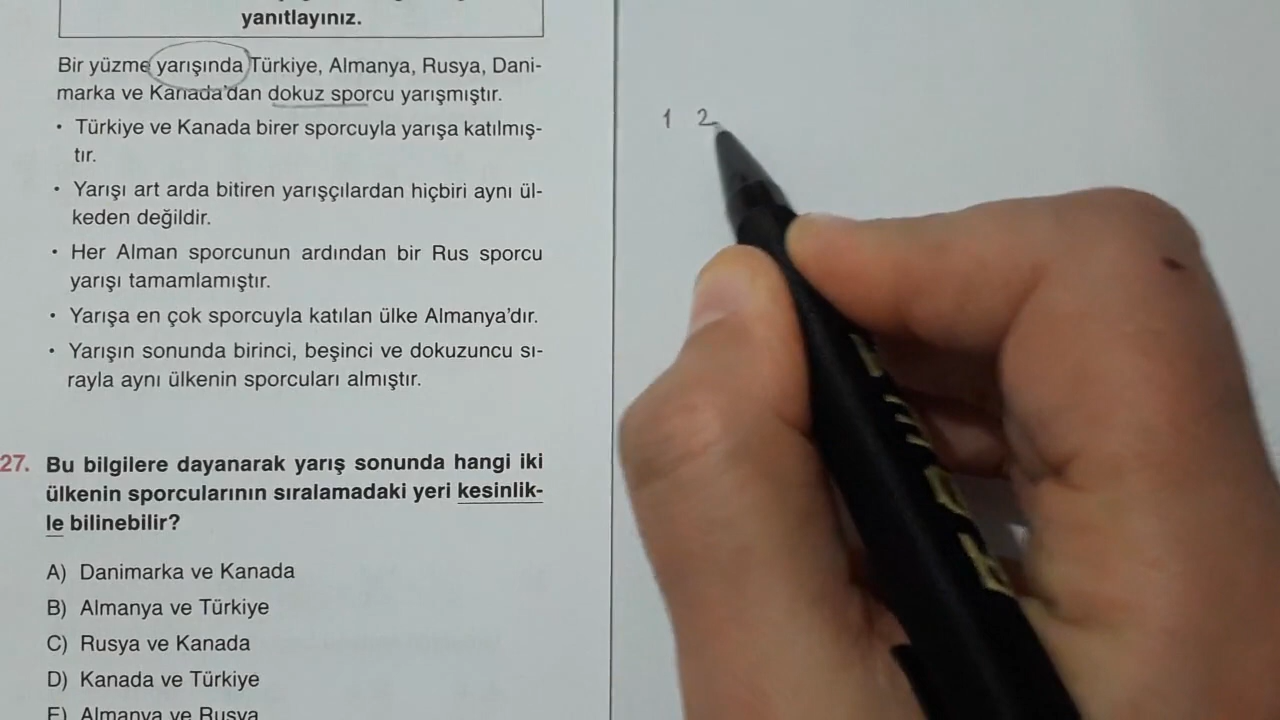 yanıtlayınız.
Bir yüzme yarışında Türkiye, Almanya, Rusya, Dani-
marka ve Kanada'dan dokuz sporcu yarışmıştır.
• Türkiye ve Kanada birer sporcuyla yarışa katılmış-
tır.
• Yarışı art arda bitiren yarışçılardan hiçbiri aynı ül-
keden değildir.
• Her Alman sporcunun ardından bir Rus sporcu
yarışı tamamlamıştır.
• Yarışa en çok sporcuyla katılan ülke Almanya'dır.
• Yarışın sonunda birinci, beşinci ve dokuzuncu sı-
rayla aynı ülkenin sporcuları almıştır.
27. Bu bilgilere dayanarak yarış sonunda hangi iki
ülkenin sporcularının sıralamadaki yeri kesinlik-
le bilinebilir?
A) Danimarka ve Kanada
B) Almanya ve Türkiye
C) Rusya ve Kanada
D) Kanada ve Türkiye
E) Almanya ve Rusya
1 2